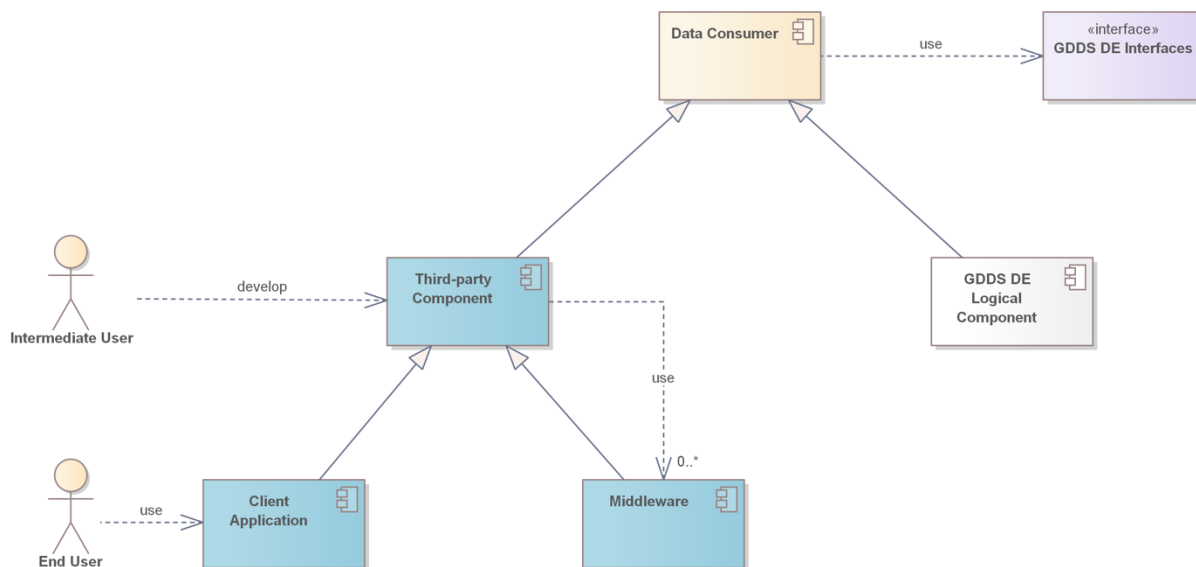 Data Consumer
use
«interface»
GDDS DE Interfaces
Intermediate User
develop
Third-party
Component
GDDS DE
Logical
Component
use
0..*
End User
use
Client
Application
Middleware